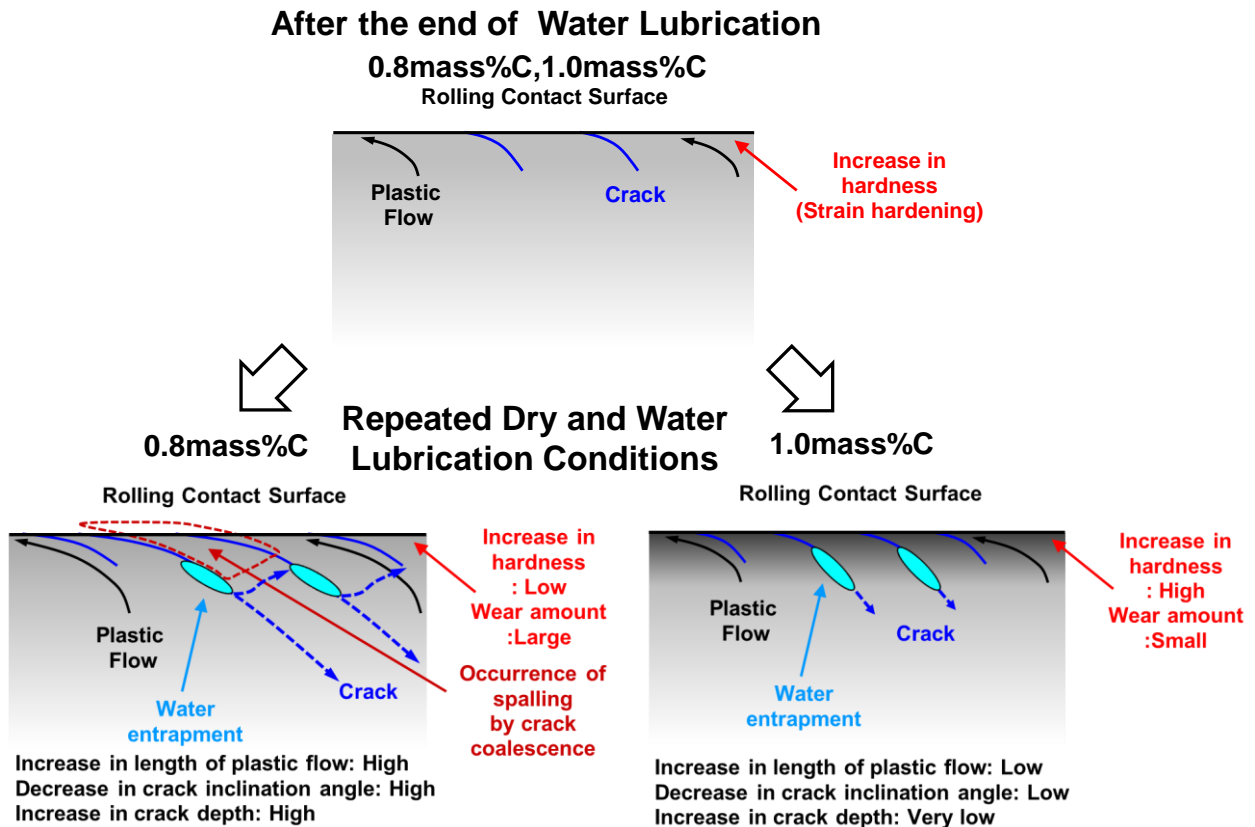 After the end of Water Lubrication
0.8mass%C,1.0mass%C
Rolling Contact Surface
Plastic
Flow
Crack
Increase in
hardness
(Strain hardening)
Repeated Dry and Water
Lubrication Conditions
0.8mass%C
Rolling Contact Surface
Plastic
Flow
Water
entrapment
Crack
Increase in
hardness
: Low
Wear amount
:Large
Occurrence of
spalling
by crack
coalescence
Increase in length of plastic flow: High
Decrease in crack inclination angle: High
Increase in crack depth: High
1.0mass%C
Rolling Contact Surface
Plastic
Flow
Water
entrapment
Crack
Increase in
hardness
: High
Wear amount
:Small
Increase in length of plastic flow: Low
Decrease in crack inclination angle: Low
Increase in crack depth: Very low